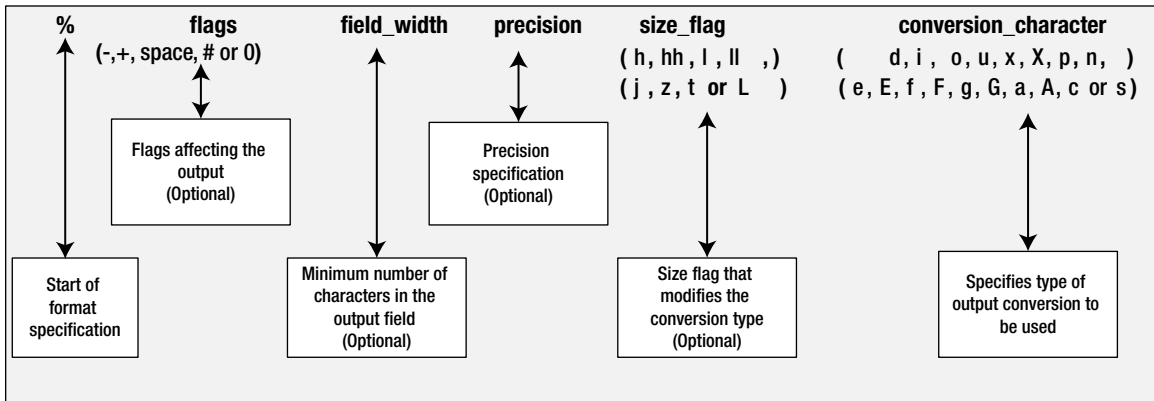 % flags field_width precision size_flag conversion_character
(-,+, space, # or 0) ( h, hh, l , ll ,) ( d, i , o, u, x, X, p, n, )
( j , z, t or L ) ( e, E, f , F, g, G, a, A, c or s )
Flags affecting the
output
(Optional)
Precision
specification
(Optional)
Start of
format
specification
Minimum number of
characters in the
output field
(Optional)
Size flag that
modifies the
conversion type
(Optional)
Specifies type of
output conversion to
be used